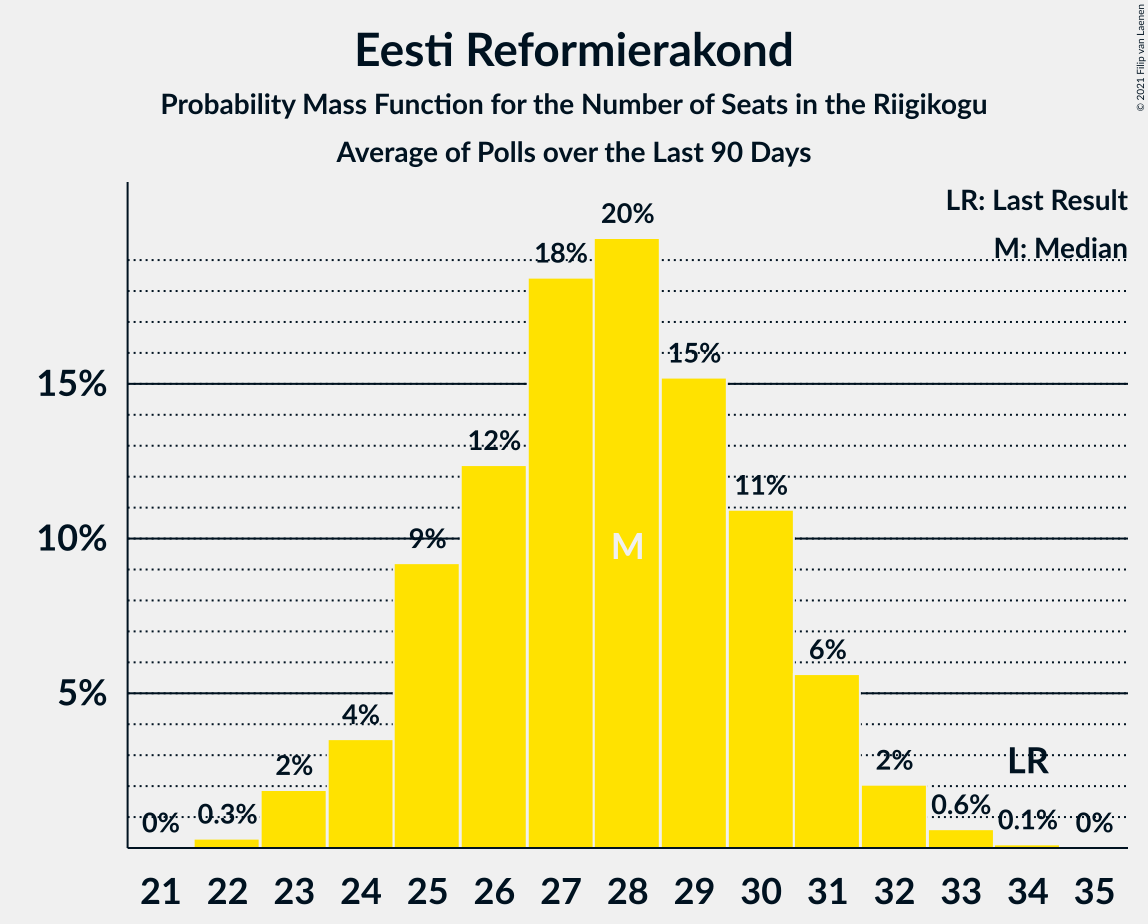 Eesti Reformierakond
Probability Mass Function for the Number of Seats in the Riigikogu
Average of Polls over the Last 90 Days
© 2021 Filip van Laenen
LR: Last Result
M: Median
15%
10%
5%
0%
0.3%
2%
4%
9%
12%
18%
20%
15%
11%
6%
2%
0.6%
0.1%
0%
M
LR
21 22 23 24 25 26 27 28 29 30 31 32 33 34 35